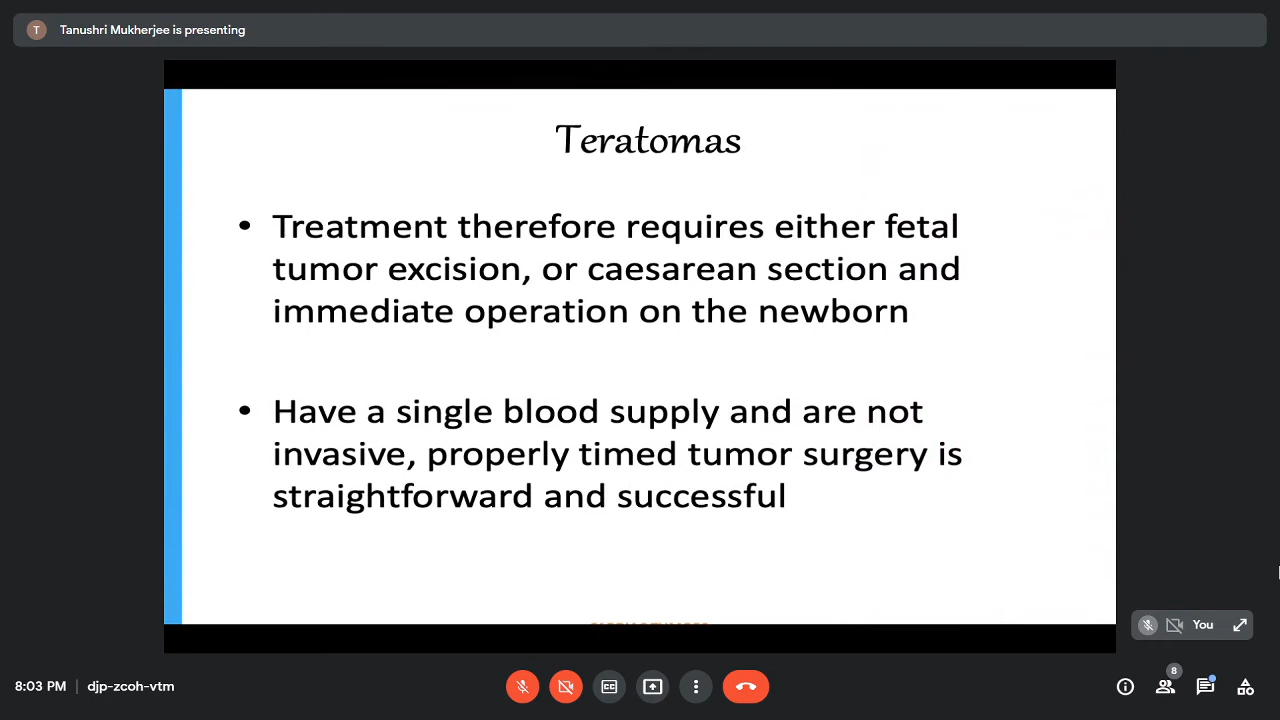 T
Tanushri Mukherjee is presenting
Teratomas
• Treatment therefore requires either fetal
tumor excision, or caesarean section and
immediate operation on the newborn
• Have a single blood supply and are not
invasive, properly timed tumor surgery is
straightforward and successful
You
8:03 PM
djp-zcoh-vtm
CC
8